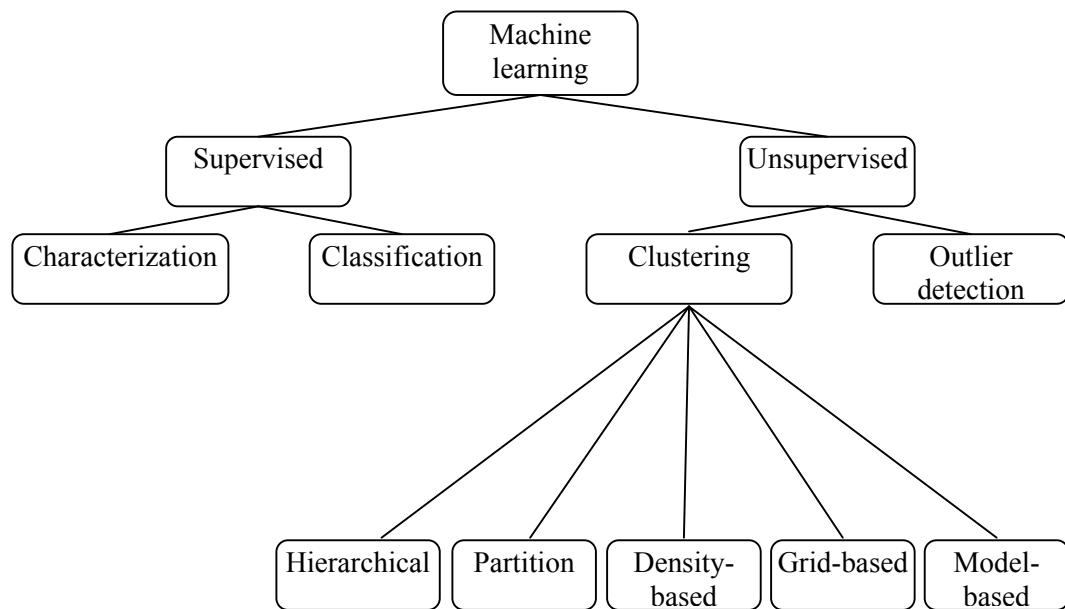 Machine
learning
Supervised
Unsupervised
Characterization
Classification
Clustering
Outlier
detection
Hierarchical
Partition
Density-
based
Grid-based
Model-
based